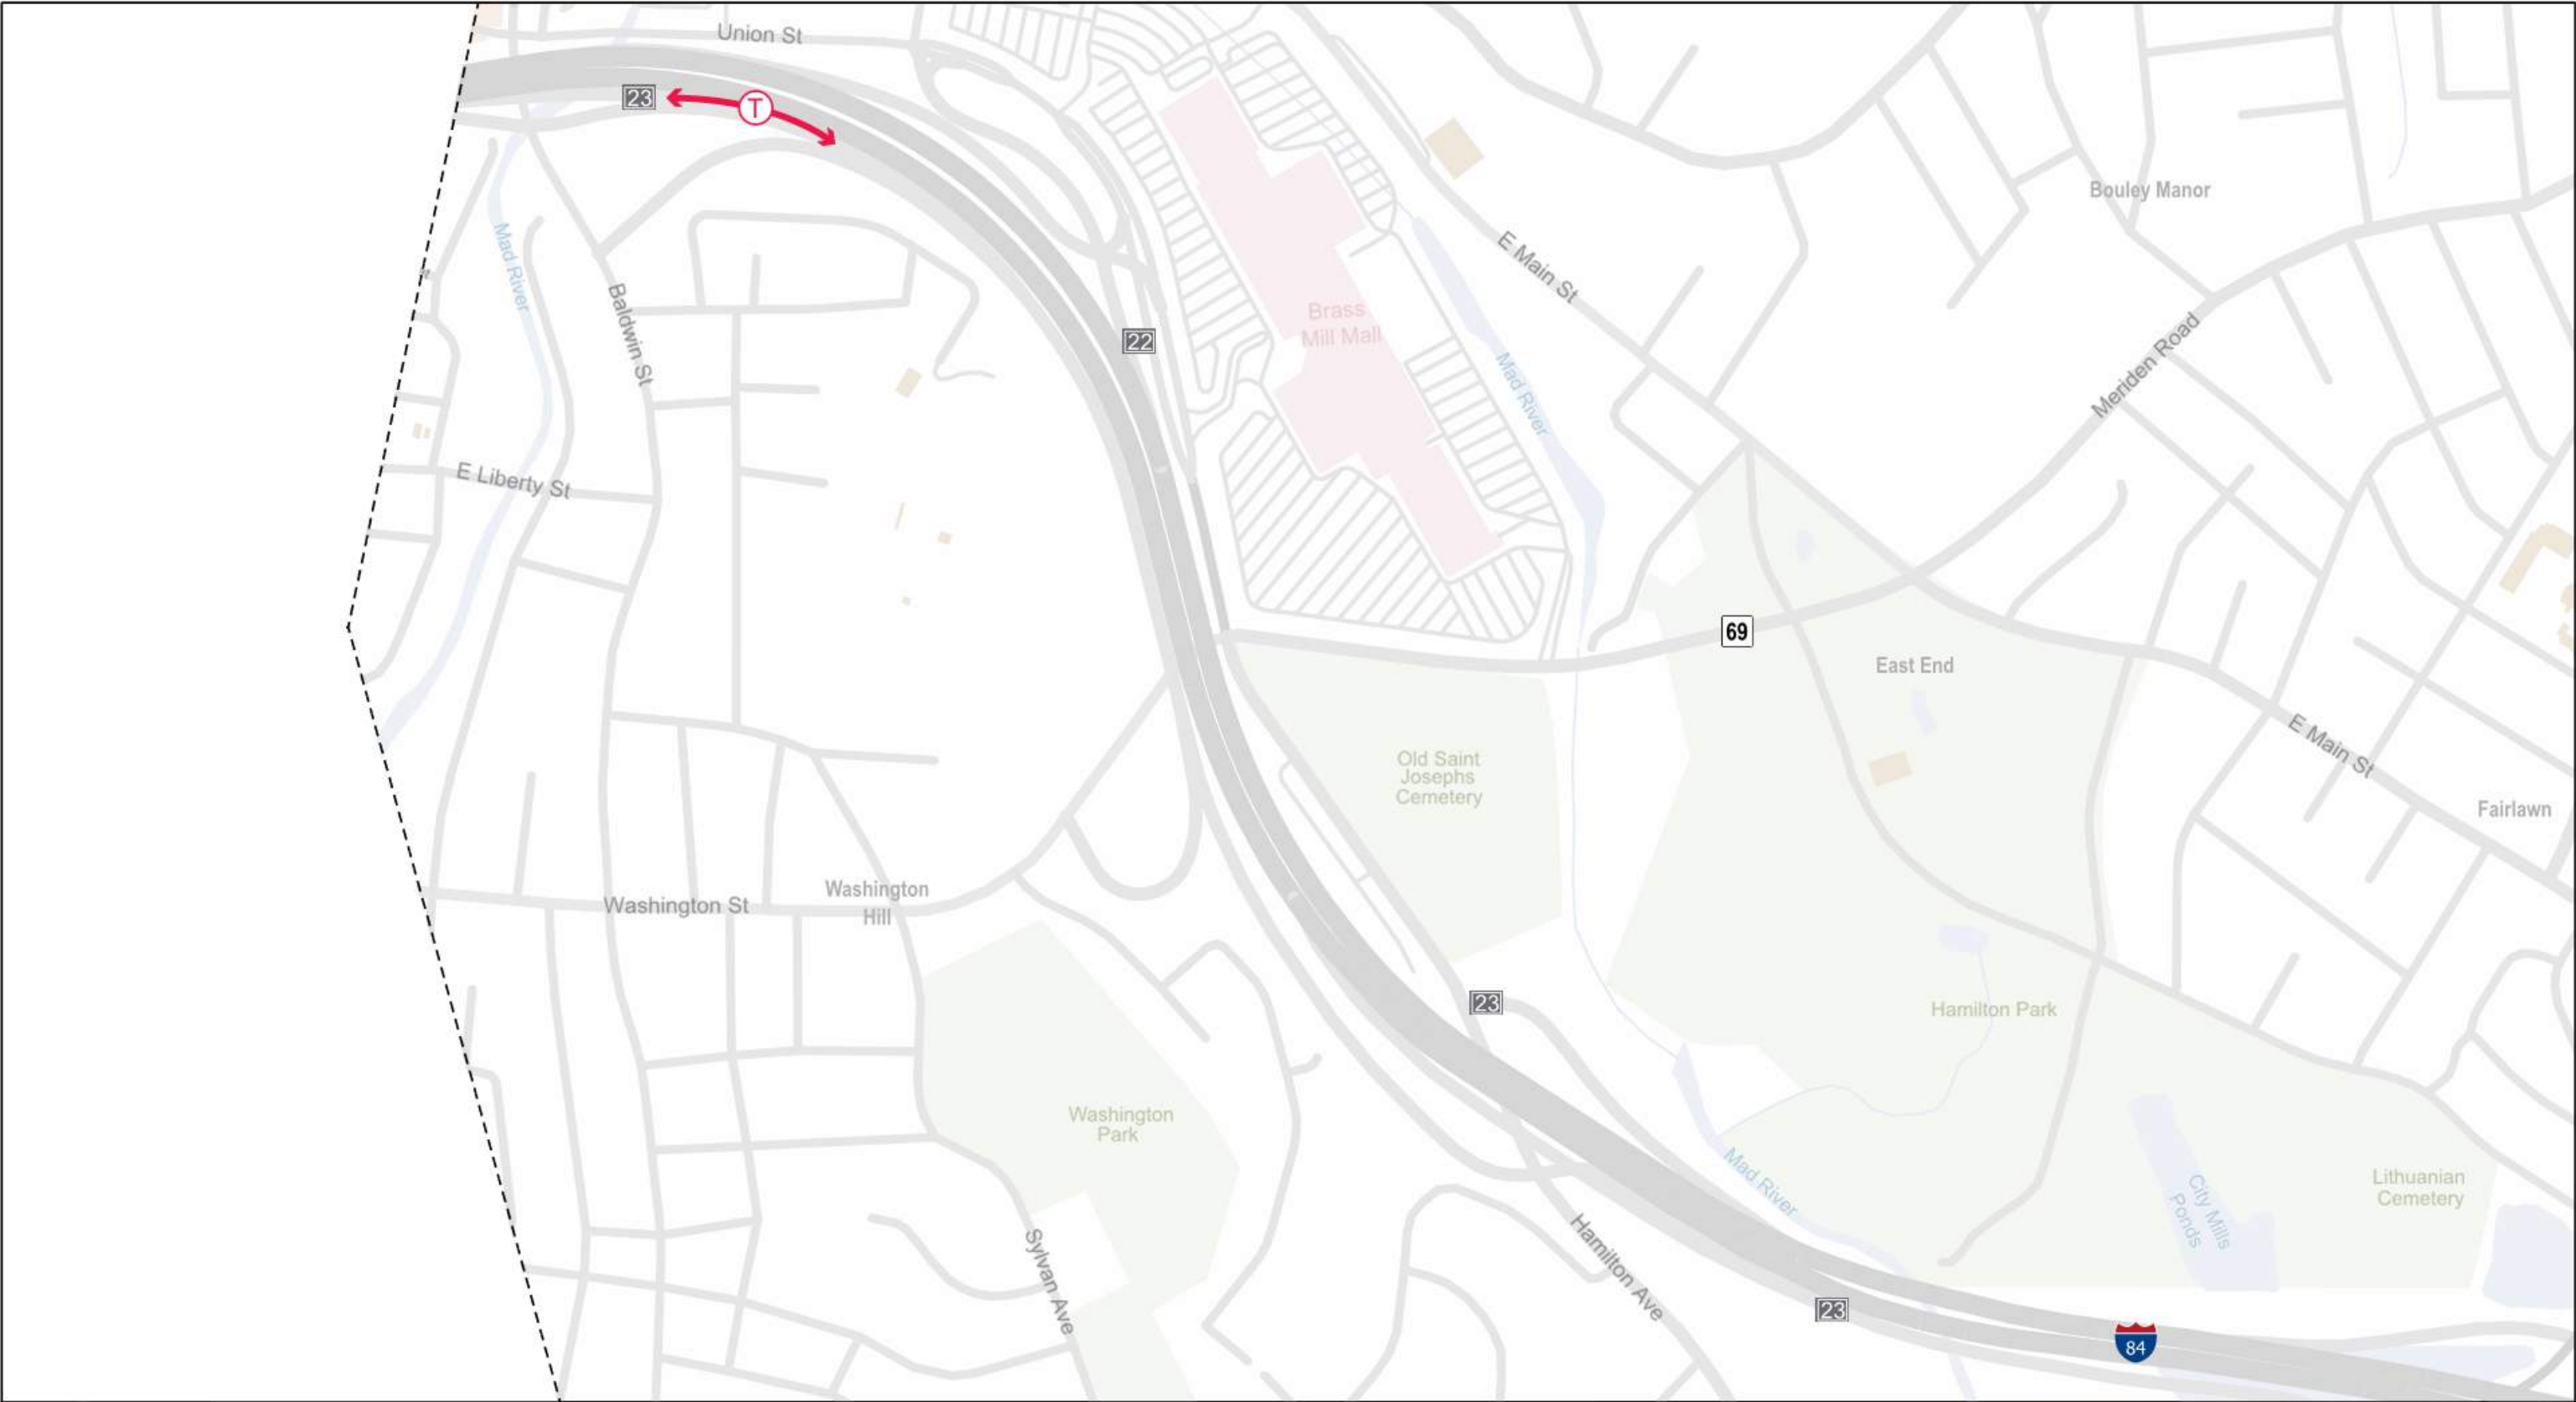 Union St
23
T
Bouley Manor
Mad River
E Main St
Baldwin St
Brass
Mill Mall
22
Meriden Road
Mad River
E Liberty St
69
East End
Old Saint
Josephs
Cemetery
E Main St
Fairlawn
Washington
Hill
Washington St
23
Hamilton Park
Washington
Park
Mad River
City Mills
Ponds
Lithuanian
Cemetery
Sylvan Ave
Hamilton Ave
23
84